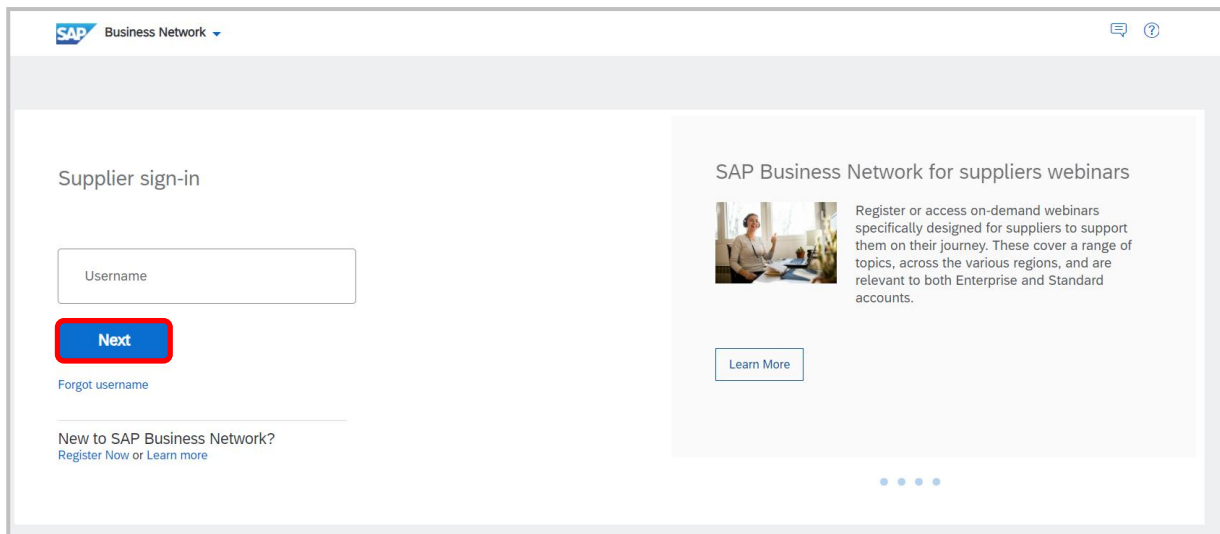 SAP Business Network
Supplier sign-in
Username
Next
Forgot username
New to SAP Business Network?
Register Now or Learn more
SAP Business Network for suppliers webinars
Register or access on-demand webinars
specifically designed for suppliers to support
them on their journey. These cover a range of
topics, across the various regions, and are
relevant to both Enterprise and Standard
accounts.
Learn More